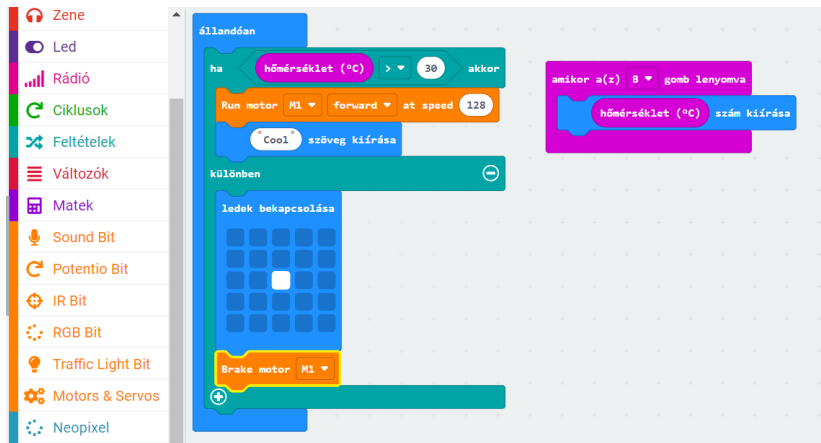 Zene
Led
Rádió
Ciklusok
Feltételek
Változók
Matek
Sound Bit
Potentio Bit
IR Bit
RGB Bit
Traffic Light Bit
Motors & Servos
Neopixel
állandóan
ha hőmérséklet (°C) > 30 akkor
Run motor M1 forward at speed 128
"Cool" szöveg kiírása
különben
ledek bekapcsolása
Brake motor M1
amikor a(z) B gomb lenyomva
hőmérséklet (°C) szám kiírása